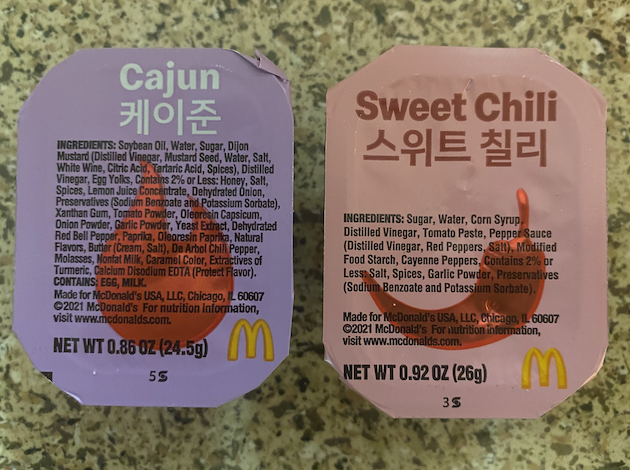 Cajun
케이준
INGREDIENTS: Soybean Oil, Water, Sugar, Dijon
Mustard (Distilled Vinegar, Mustard Seed, Water, Salt,
White Wine, Citric Acid, Tartaric Acid, Spices), Distilled
Vinegar, Egg Yolks, Contains 2% or Less: Honey, Salt,
Spices, Lemon Juice Concentrate, Dehydrated Onion,
Preservatives (Sodium Benzoate and Potassium Sorbate),
Xanthan Gum, Tomato Powder, Oleoresin Capsicum,
Onion Powder, Garlic Powder, Yeast Extract, Dehydrated
Red Bell Pepper, Paprika, Oleoresin Paprika, Natural
Flavors, Butter (Cream, Salt), De Arbol Chili Pepper,
Molasses, Nonfat Milk, Caramel Color, Extractives of
Turmeric, Calcium Disodium EDTA (Protect Flavor).
CONTAINS: EGG, MILK.
Made for McDonald's USA, LLC, Chicago, IL 60607
©2021 McDonald's For nutrition information,
visit www.mcdonalds.com.
NET WT 0.86 OZ (24.5g)
5S
Sweet Chili
스위트 칠리
INGREDIENTS: Sugar, Water, Corn Syrup,
Distilled Vinegar, Tomato Paste, Pepper Sauce
(Distilled Vinegar, Red Peppers, Salt), Modified
Food Starch, Cayenne Peppers, Contains 2% or
Less: Salt, Spices, Garlic Powder, Preservatives
(Sodium Benzoate and Potassium Sorbate).
Made for McDonald's USA, LLC, Chicago, IL 60607
©2021 McDonald's For nutrition information,
visit www.mcdonalds.com.
NET WT 0.92 OZ (26g)
3S